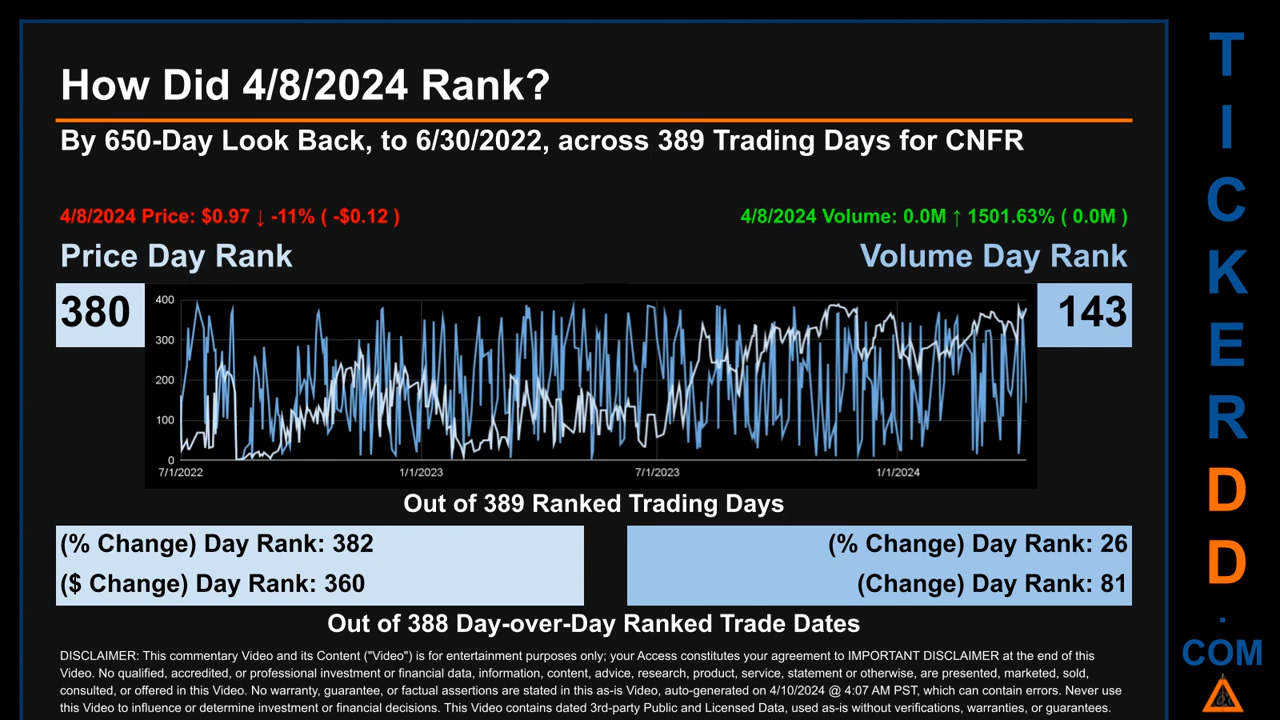 How Did 4/8/2024 Rank?
By 650-Day Look Back, to 6/30/2022, across 389 Trading Days for CNFR
4/8/2024 Price: $0.97 ↓ -11% ( -$0.12 )
4/8/2024 Volume: 0.0M ↑ 1501.63% ( 0.0M )
Price Day Rank
Volume Day Rank
380
143
400
300
200
100
0
7/1/2022
1/1/2023
7/1/2023
1/1/2024
Out of 389 Ranked Trading Days
(% Change) Day Rank: 382
($ Change) Day Rank: 360
(% Change) Day Rank: 26
(Change) Day Rank: 81
Out of 388 Day-over-Day Ranked Trade Dates
DISCLAIMER: This commentary Video and its Content ("Video") is for entertainment purposes only; your Access constitutes your agreement to IMPORTANT DISCLAIMER at the end of this
Video. No qualified, accredited, or professional investment or financial data, information, content, advice, research, product, service, statement or otherwise, are presented, marketed, sold,
consulted, or offered in this Video. No warranty, guarantee, or factual assertions are stated in this as-is Video, auto-generated on 4/10/2024 @ 4:07 AM PST, which can contain errors. Never use
this Video to influence or determine investment or financial decisions. This Video contains dated 3rd-party Public and Licensed Data, used as-is without verifications, warranties, or guarantees.
T
I
C
K
E
R
D
D
.
COM